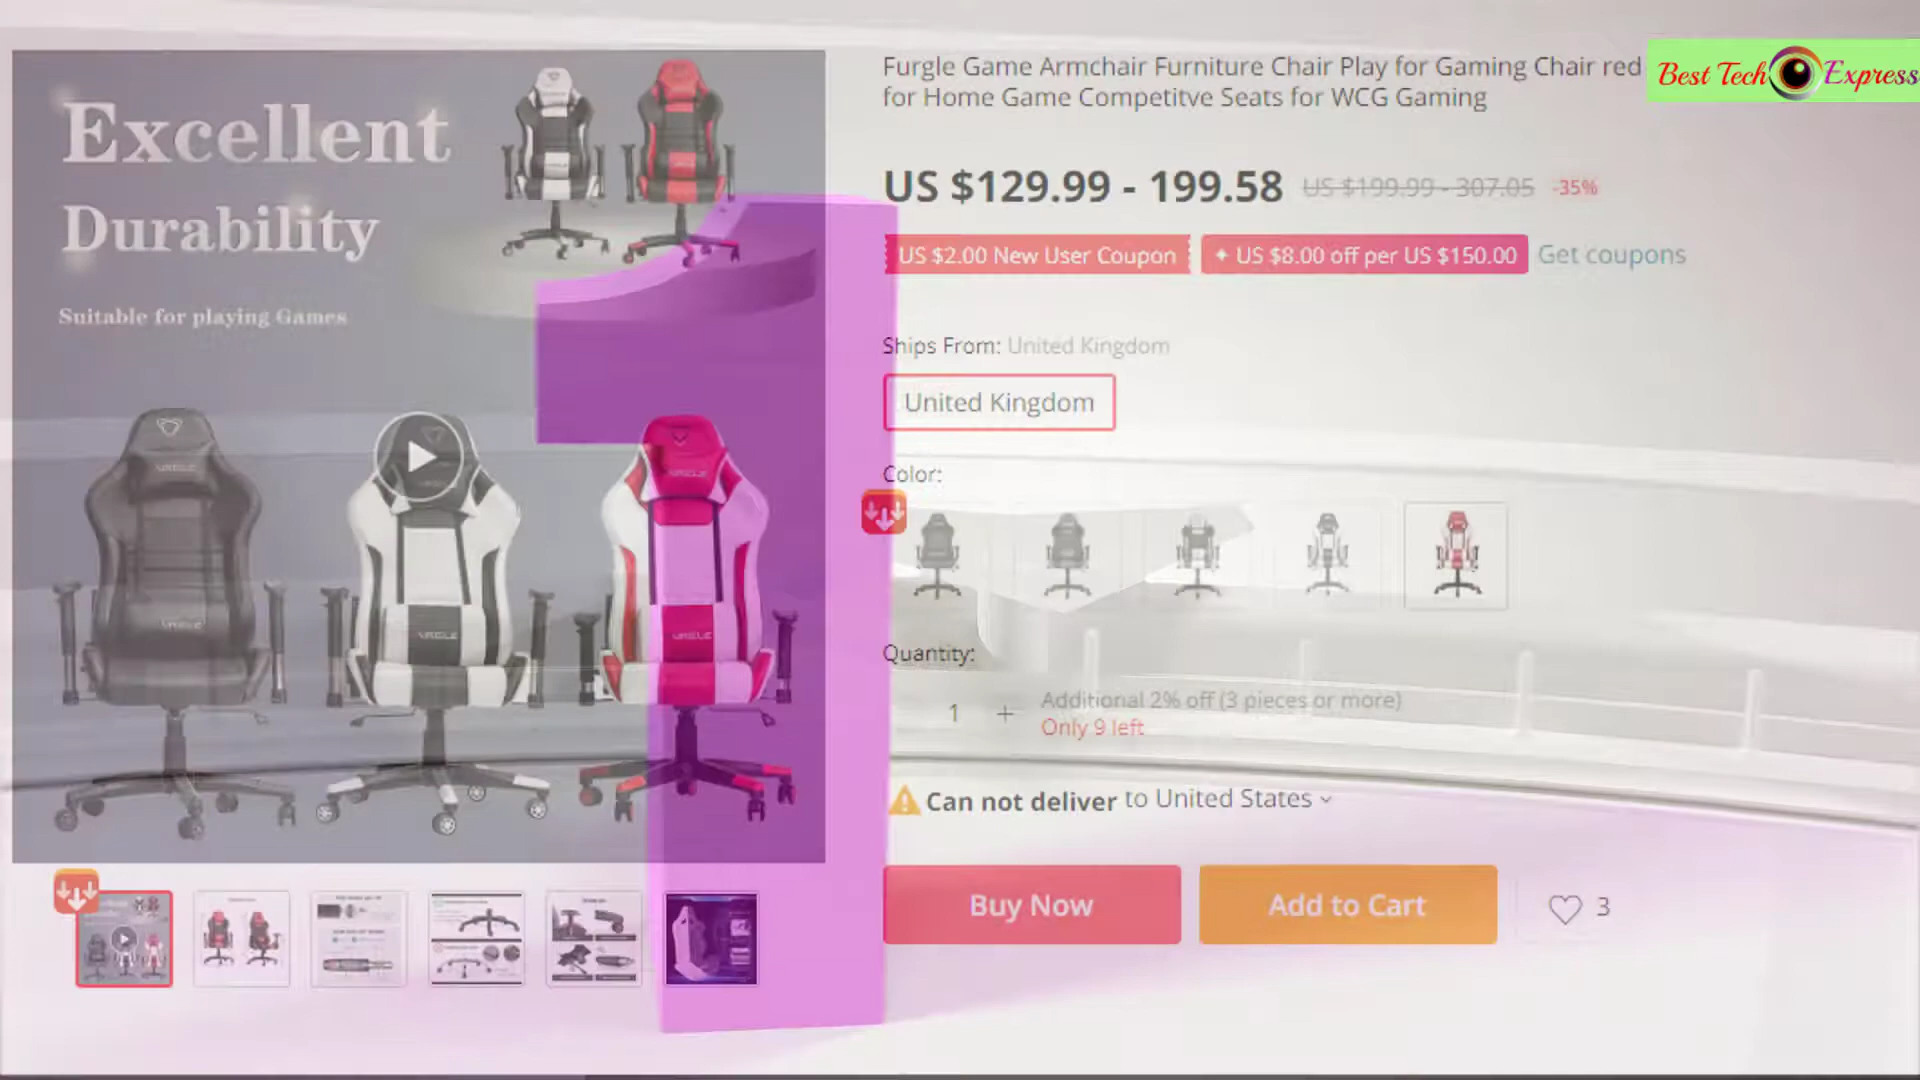 Excellent
Durability
Suitable for playing Games
Furgle Game Armchair Furniture Chair Play for Gaming Chair red
for Home Game Competitve Seats for WCG Gaming
Best Tech Express
US $129.99 - 199.58 US $199.99 - 307.05 -35%
US $2.00 New User Coupon US $8.00 off per US $150.00 Get coupons
Ships From: United Kingdom
United Kingdom
Color:
Quantity:
1 + Additional 2% off (3 pieces or more)
Only 9 left
Can not deliver to United States
Buy Now Add to Cart 3